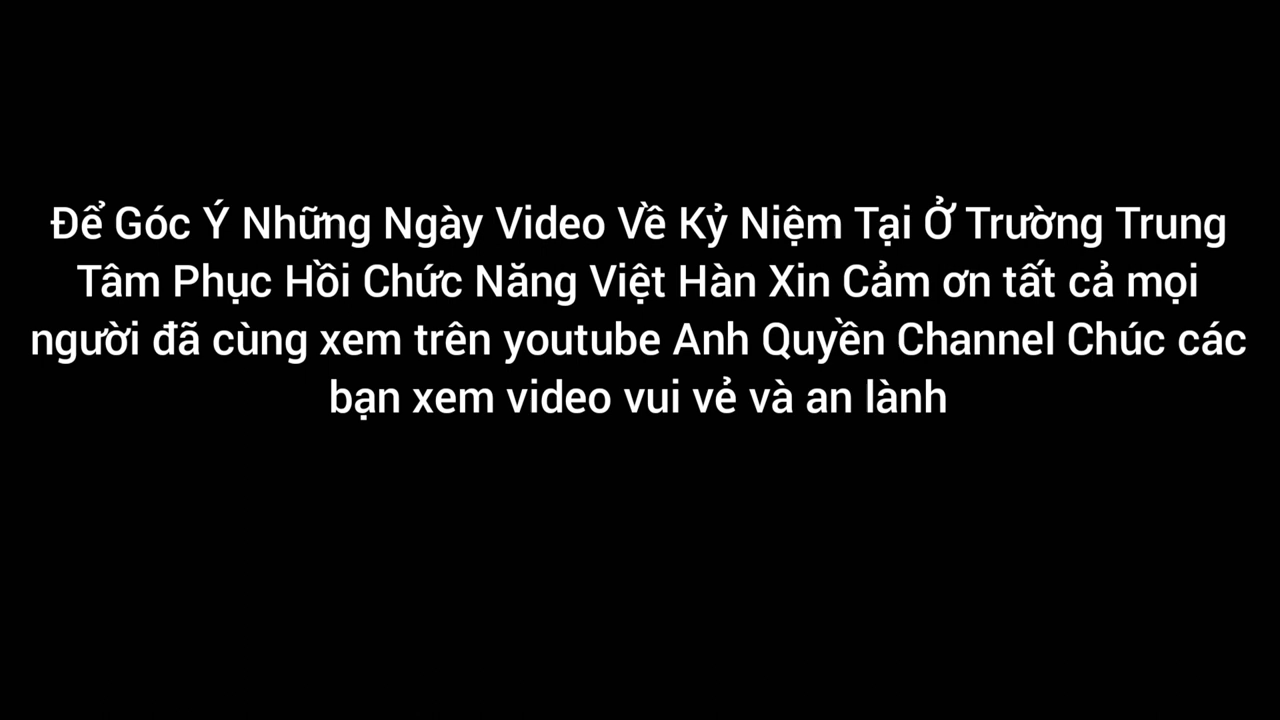 Để Góc Ý Những Ngày Video Về Kỷ Niệm Tại Ở Trường Trung
Tâm Phục Hồi Chức Năng Việt Hàn Xin Cảm ơn tất cả mọi
người đã cùng xem trên youtube Anh Quyền Channel Chúc các
bạn xem video vui vẻ và an lành